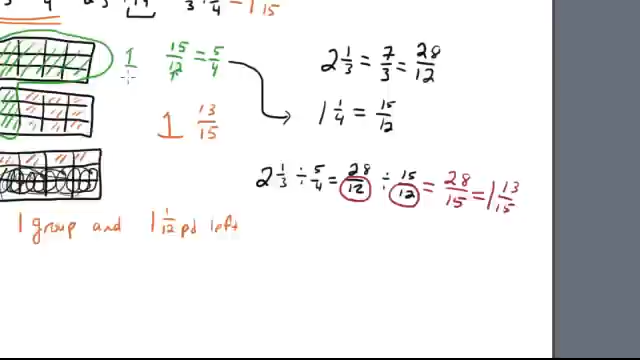 1 15/12 = 5/4
2 1/3 = 7/3 = 28/12
1 13/15
1 1/4 = 15/12
2 1/3 ÷ 5/4 = 28/12 ÷ 15/12 = 28/15 = 1 13/15
1 group and 1 1/12 pd left